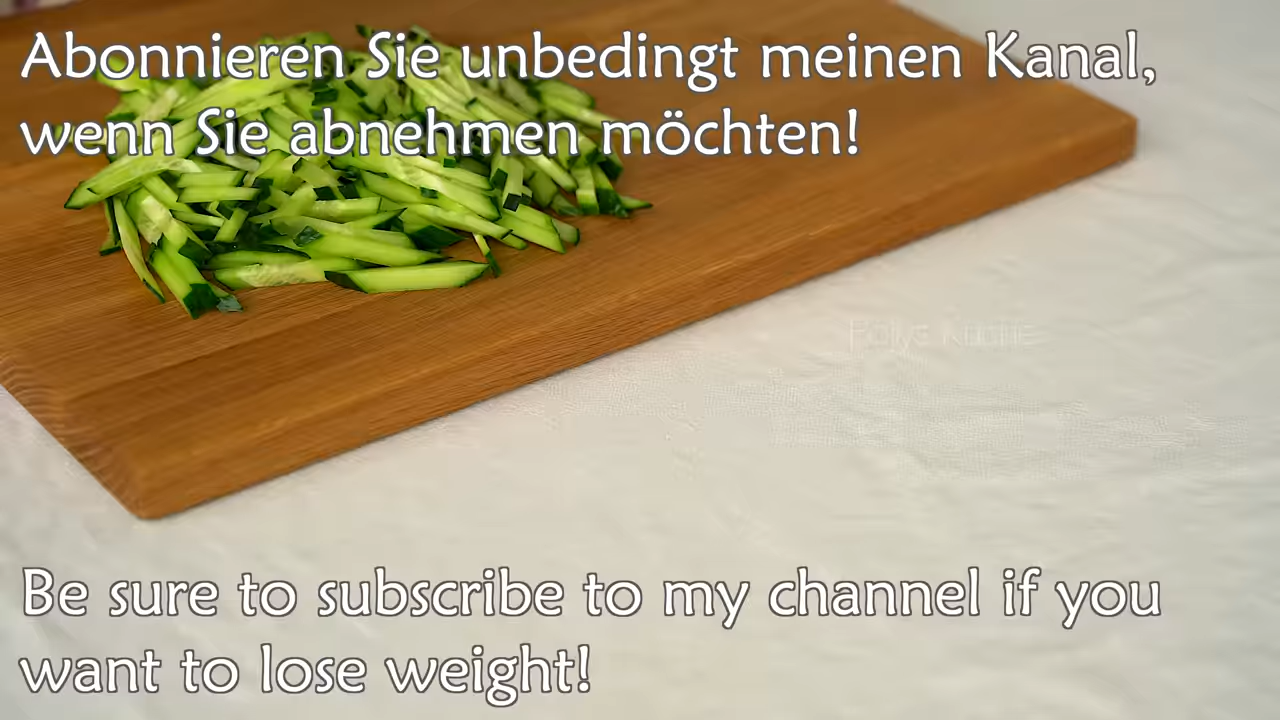 Abonnieren Sie unbedingt meinen Kanal,
wenn Sie abnehmen möchten!
Be sure to subscribe to my channel if you
want to lose weight!